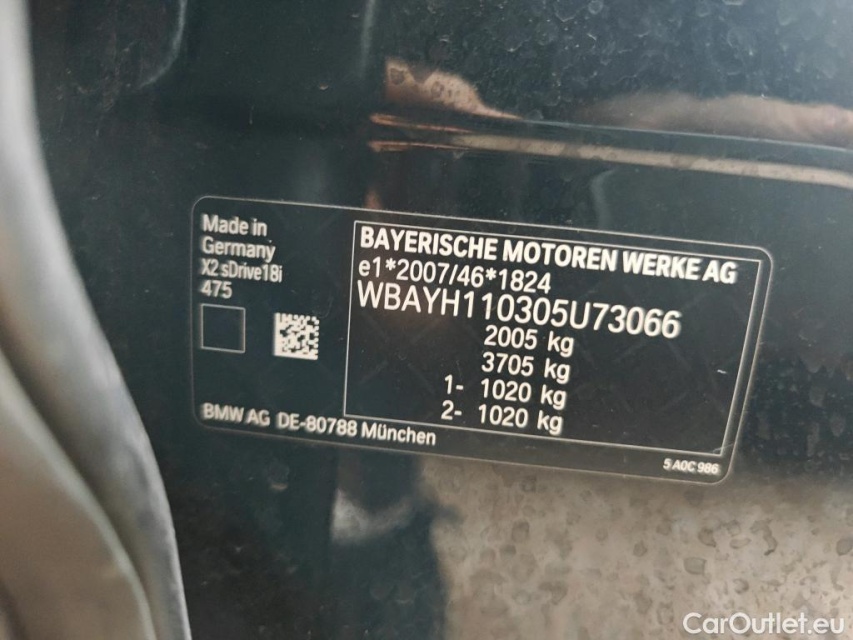 Made in
Germany
X2 sDrive18i
475
BAYERISCHE MOTOREN WERKE AG
e1*2007/46*1824
WBAYH110305U73066
2005 kg
3705 kg
1- 1020 kg
2- 1020 kg
BMW AG DE-80788 München
5 A0C 986
CarOutlet.eu